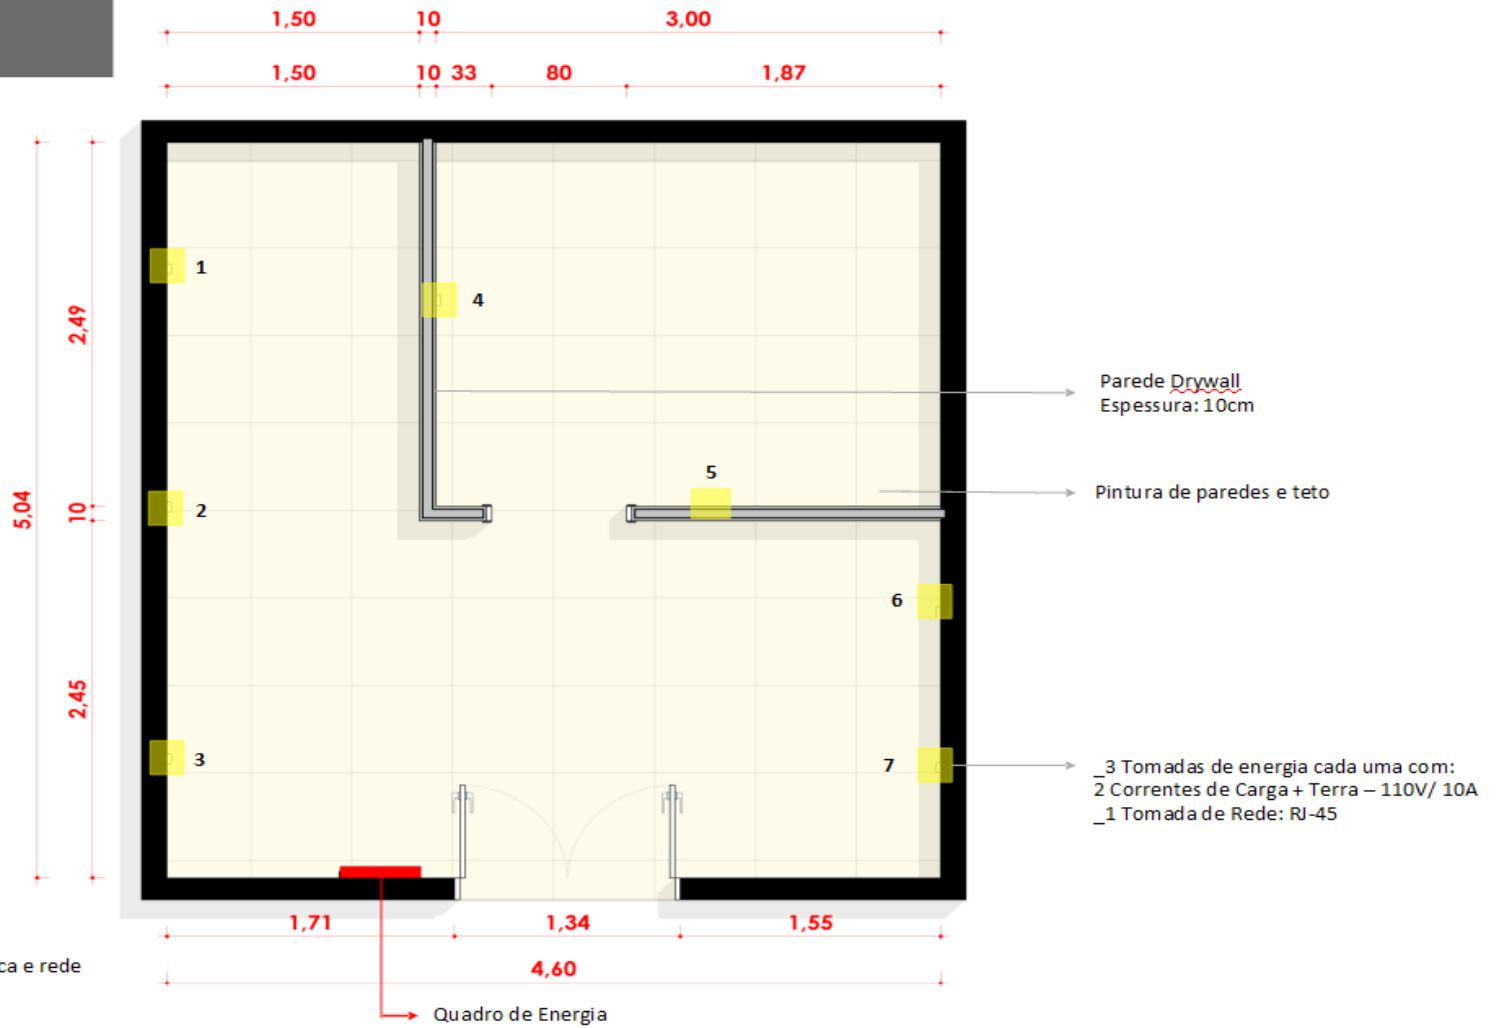 1,50 10 3,00
1,50 10 33 80 1,87
1
4
2,49
Parede Drywall
Espessura: 10cm
5
Pintura de paredes e teto
5,04
10
2
6
2,45
3
7
_3 Tomadas de energia cada uma com:
2 Correntes de Carga + Terra – 110V/ 10A
_1 Tomada de Rede: RJ-45
1,71 1,34 1,55
ca e rede
4,60
Quadro de Energia